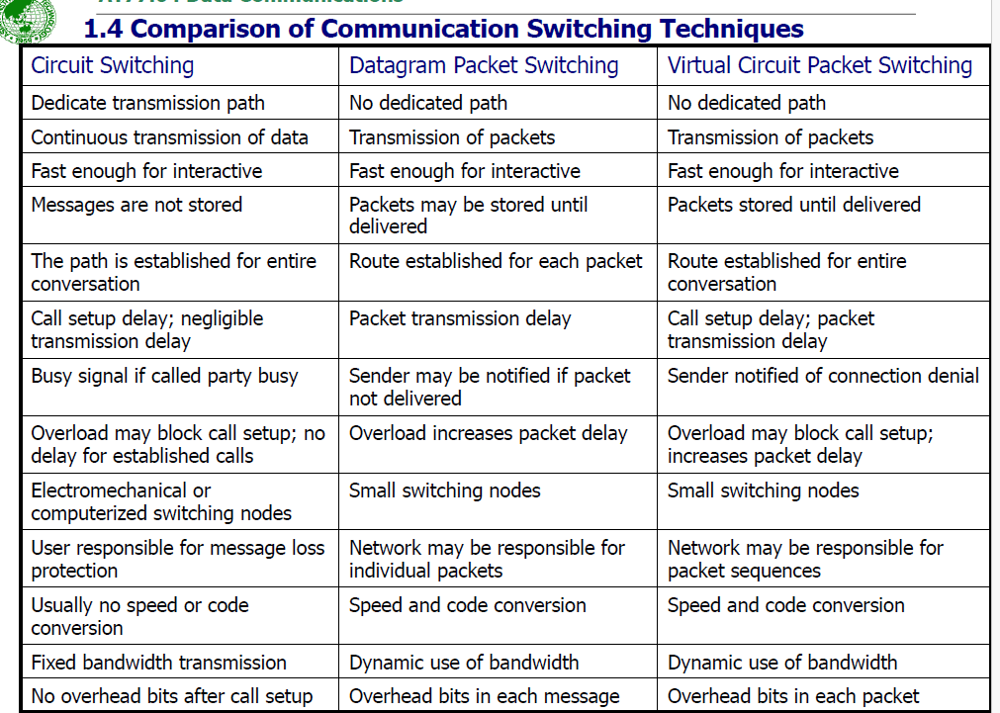 1.4 Comparison of Communication Switching Techniques
Circuit Switching
Datagram Packet Switching
Virtual Circuit Packet Switching
Dedicate transmission path
No dedicated path
No dedicated path
Continuous transmission of data
Transmission of packets
Transmission of packets
Fast enough for interactive
Fast enough for interactive
Fast enough for interactive
Messages are not stored
Packets may be stored until
delivered
Packets stored until delivered
The path is established for entire
conversation
Route established for each packet
Route established for entire
conversation
Call setup delay; negligible
transmission delay
Packet transmission delay
Call setup delay; packet
transmission delay
Busy signal if called party busy
Sender may be notified if packet
not delivered
Sender notified of connection denial
Overload may block call setup; no
delay for established calls
Overload increases packet delay
Overload may block call setup;
increases packet delay
Electromechanical or
computerized switching nodes
Small switching nodes
Small switching nodes
User responsible for message loss
protection
Network may be responsible for
individual packets
Network may be responsible for
packet sequences
Usually no speed or code
conversion
Speed and code conversion
Speed and code conversion
Fixed bandwidth transmission
Dynamic use of bandwidth
Dynamic use of bandwidth
No overhead bits after call setup
Overhead bits in each message
Overhead bits in each packet